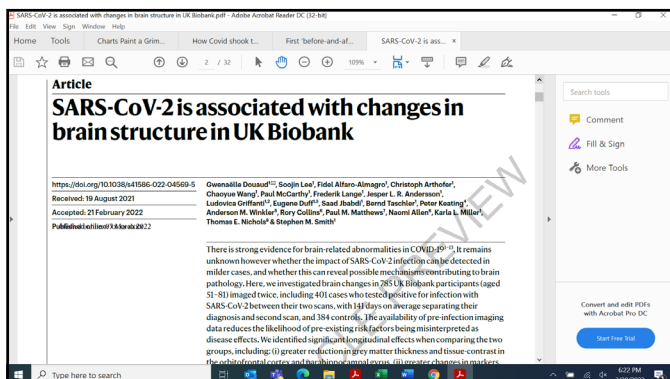 SARS-CoV-2 is associated with changes in brain structure in UK Biobank.pdf - Adobe Acrobat Reader DC (32-bit)
File Edit View Sign Window Help
Home Tools Charts Paint a Grim... How Covid shook t... First 'before-and-af... SARS-CoV-2 is ass... ×
2 / 32 109%
Article
SARS-CoV-2 is associated with changes in
brain structure in UK Biobank
https://doi.org/10.1038/s41586-022-04569-5
Received: 19 August 2021
Accepted: 21 February 2022
Gwenaëlle Douaud, Soojin Lee, Fidel Alfaro-Almagro, Christoph Arthofer,
Chaoyue Wang, Paul McCarthy, Frederik Lange, Jesper L. R. Andersson,
Ludovica Griffanti, Eugene Duff, Saad Jbabdi, Bernd Taschler, Peter Keating,
Anderson M. Winkler, Rory Collins, Paul M. Matthews, Naomi Allen, Karla L. Miller,
Thomas E. Nichols & Stephen M. Smith
There is strong evidence for brain-related abnormalities in COVID-19. It remains
unknown however whether the impact of SARS-CoV-2 infection can be detected in
milder cases, and whether this can reveal possible mechanisms contributing to brain
pathology. Here, we investigated brain changes in 785 UK Biobank participants (aged
51–81) imaged twice, including 401 cases who tested positive for infection with
SARS-CoV-2 between their two scans, with 141 days on average separating their
diagnosis and second scan, and 384 controls. The availability of pre-infection imaging
data reduces the likelihood of pre-existing risk factors being misinterpreted as
disease effects. We identified significant longitudinal effects when comparing the two
groups, including: (i) greater reduction in grey matter thickness and tissue-contrast in
the orbitofrontal cortex and parahippocampal gyrus, (ii) greater changes in markers
CLE PREVIEW
Search tools
Comment
Fill & Sign
More Tools
Convert and edit PDFs
with Acrobat Pro DC
Start Free Trial
Type here to search
6:22 PM